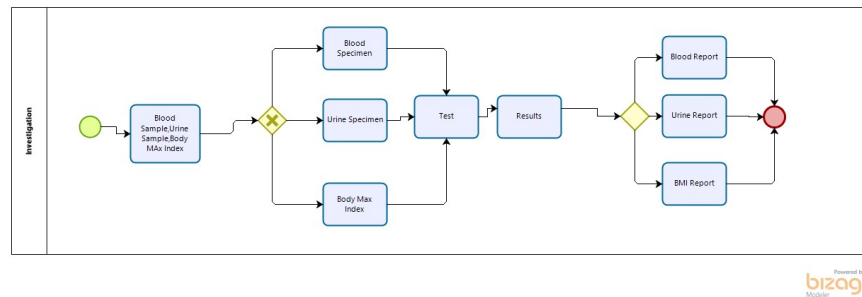 Investigation
Blood
Sample,Urine
Sample,Body
MAx Index
Blood
Specimen
Urine Specimen
Body Max
Index
Test
Results
Blood Report
Urine Report
BMI Report
Powered by
bizagi
Modeler